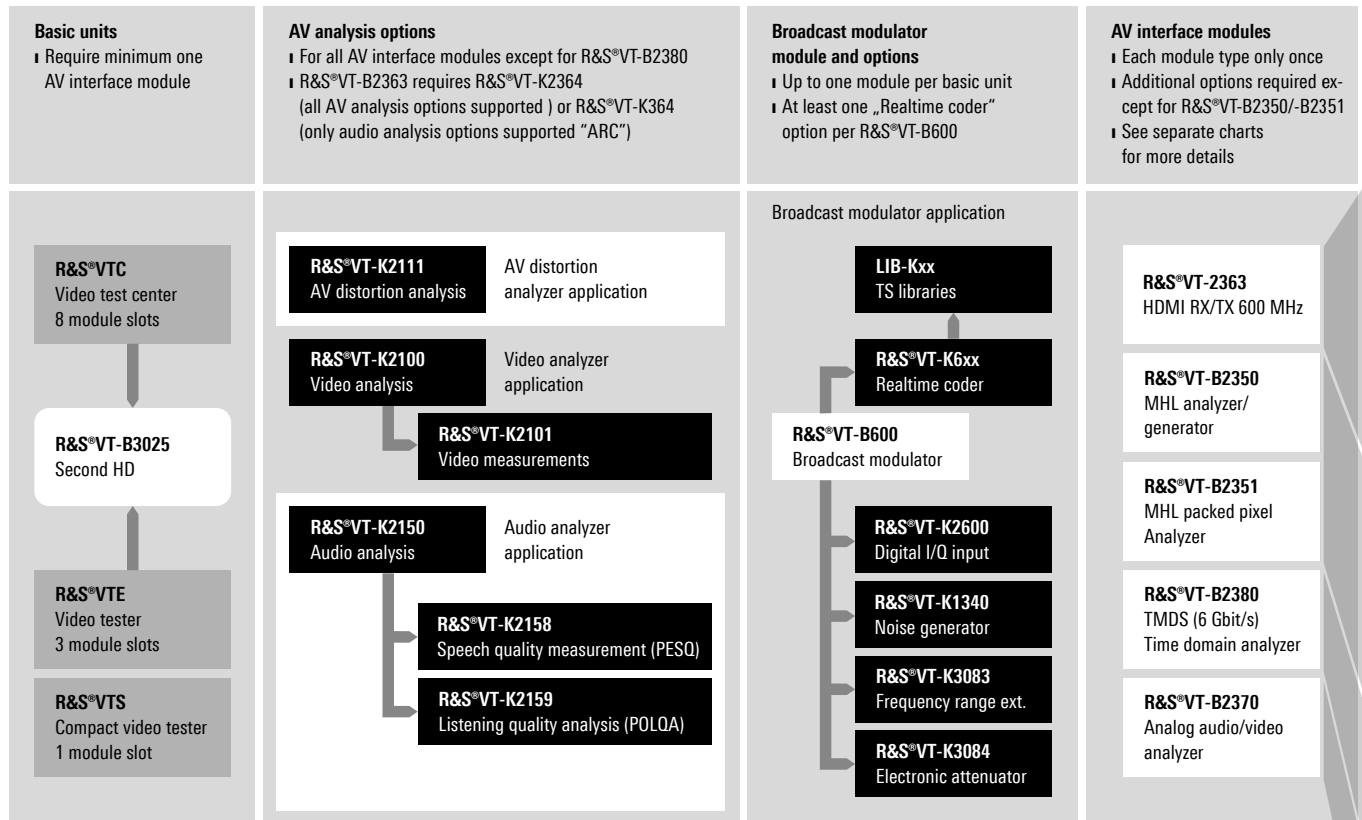 Basic units
ı Require minimum one
AV interface module
AV analysis options
ı For all AV interface modules except for R&S®VT-B2380
ı R&S®VT-B2363 requires R&S®VT-K2364
(all AV analysis options supported ) or R&S®VT-K364
(only audio analysis options supported “ARC”)
Broadcast modulator
module and options
ı Up to one module per basic unit
ı At least one „Realtime coder“
option per R&S®VT-B600
AV interface modules
ı Each module type only once
ı Additional options required ex-
cept for R&S®VT-B2350/-B2351
ı See separate charts
for more details
R&S®VTC
Video test center
8 module slots
R&S®VT-B3025
Second HD
R&S®VTE
Video tester
3 module slots
R&S®VTS
Compact video tester
1 module slot
R&S®VT-K2111
AV distortion analysis
AV distortion
analyzer application
R&S®VT-K2100
Video analysis
Video analyzer
application
R&S®VT-K2101
Video measurements
R&S®VT-K2150
Audio analysis
Audio analyzer
application
R&S®VT-K2158
Speech quality measurement (PESQ)
R&S®VT-K2159
Listening quality analysis (POLQA)
Broadcast modulator application
LIB-Kxx
TS libraries
R&S®VT-K6xx
Realtime coder
R&S®VT-B600
Broadcast modulator
R&S®VT-K2600
Digital I/Q input
R&S®VT-K1340
Noise generator
R&S®VT-K3083
Frequency range ext.
R&S®VT-K3084
Electronic attenuator
R&S®VT-2363
HDMI RX/TX 600 MHz
R&S®VT-B2350
MHL analyzer/
generator
R&S®VT-B2351
MHL packed pixel
Analyzer
R&S®VT-B2380
TMDS (6 Gbit/s)
Time domain analyzer
R&S®VT-B2370
Analog audio/video
analyzer